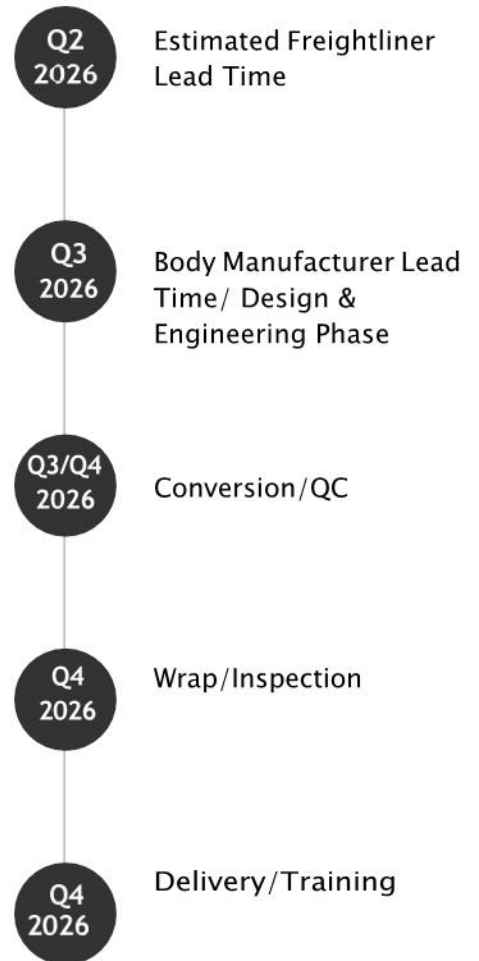 Q2
2026
Estimated Freightliner
Lead Time
Q3
2026
Body Manufacturer Lead
Time/ Design &
Engineering Phase
Q3/Q4
2026
Conversion/QC
Q4
2026
Wrap/Inspection
Q4
2026
Delivery/Training